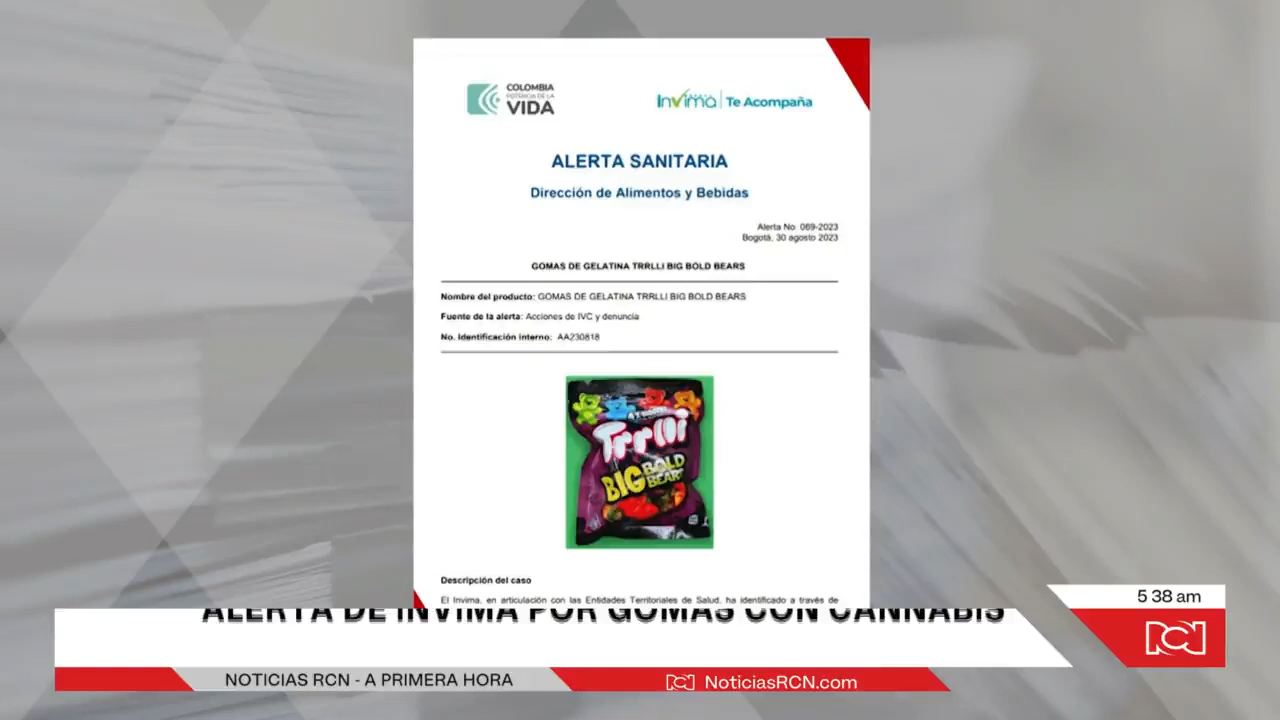 COLOMBIA
POTENCIA DE LA
VIDA
Invima Te Acompaña
ALERTA SANITARIA
Dirección de Alimentos y Bebidas
Alerta No. 069-2023
Bogotá, 30 agosto 2023
GOMAS DE GELATINA TRRLLI BIG BOLD BEARS
Nombre del producto: GOMAS DE GELATINA TRRLLI BIG BOLD BEARS
Fuente de la alerta: Acciones de IVC y denuncia
No. Identificación interno: AA230818
Trrlli
BIG BOLD
BEARS
Descripción del caso
El Invima, en articulación con las Entidades Territoriales de Salud, ha identificado a través de
ALERTA DE INVIMA POR GOMAS CON CANNABIS
5 38 am
RCN
NOTICIAS RCN - A PRIMERA HORA
RCN NoticiasRCN.com